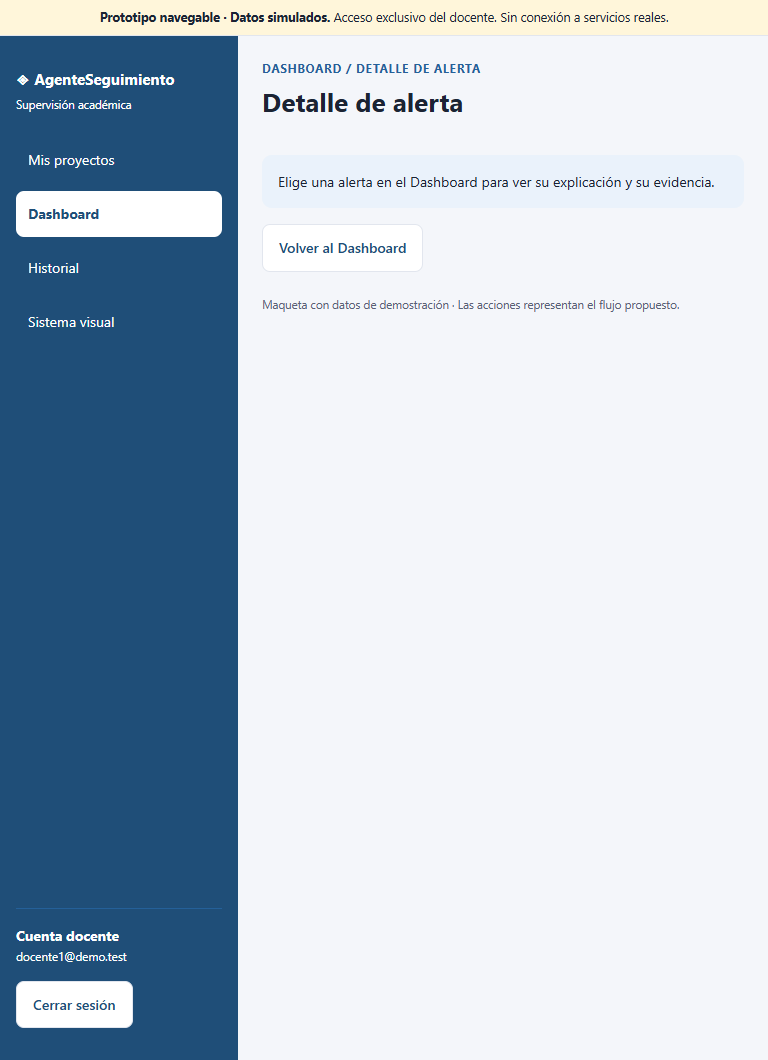 Prototipo navegable · Datos simulados. Acceso exclusivo del docente. Sin conexión a servicios reales.
◈ AgenteSeguimiento
Supervisión académica
Mis proyectos
Dashboard
Historial
Sistema visual
Cuenta docente
docente1@demo.test
Cerrar sesión
DASHBOARD / DETALLE DE ALERTA
Detalle de alerta
Elige una alerta en el Dashboard para ver su explicación y su evidencia.
Volver al Dashboard
Maqueta con datos de demostración · Las acciones representan el flujo propuesto.